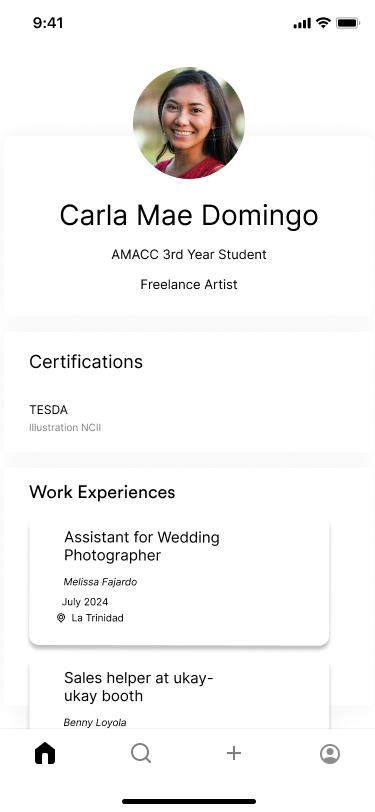 9:41
Carla Mae Domingo
AMACC 3rd Year Student
Freelance Artist
Certifications
TESDA
Illustration NCII
Work Experiences
Assistant for Wedding
Photographer
Melissa Fajardo
July 2024
La Trinidad
Sales helper at ukay-
ukay booth
Benny Loyola